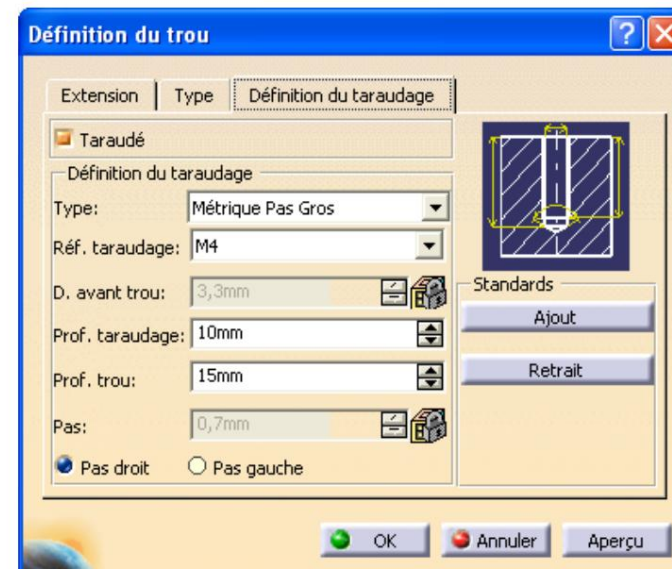 Définition du trou
Extension Type Définition du taraudage
Taraudé
Définition du taraudage
Type: Métrique Pas Gros
Réf. taraudage: M4
D. avant trou: 3,3mm
Prof. taraudage: 10mm
Prof. trou: 15mm
Pas: 0,7mm
Pas droit Pas gauche
Standards
Ajout
Retrait
OK Annuler Aperçu